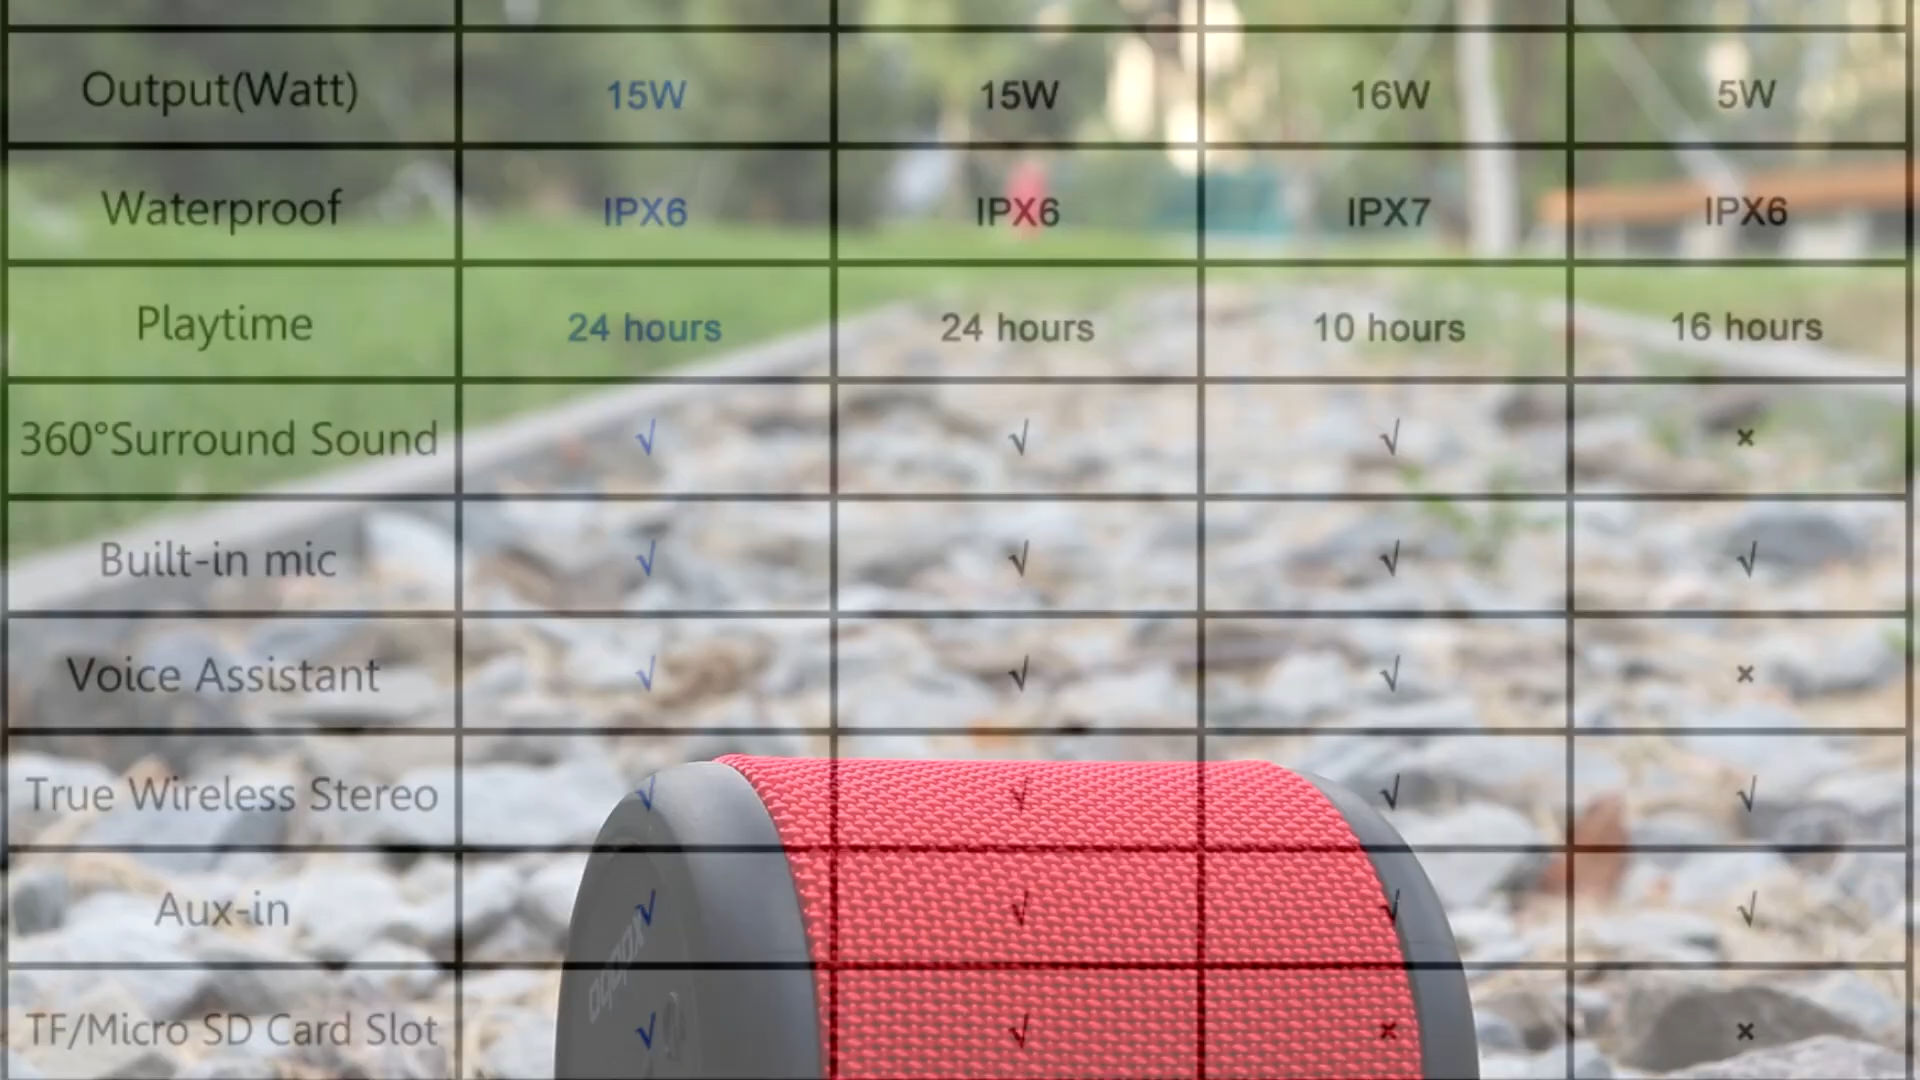 Output(Watt) 15W 15W 16W 5W
Waterproof IPX6 IPX6 IPX7 IPX6
Playtime 24 hours 24 hours 10 hours 16 hours
360°Surround Sound √ √ √ ×
Built-in mic √ √ √ √
Voice Assistant √ √ √ ×
True Wireless Stereo √ √ √ √
Aux-in √ √ √ √
TF/Micro SD Card Slot √ √ × ×